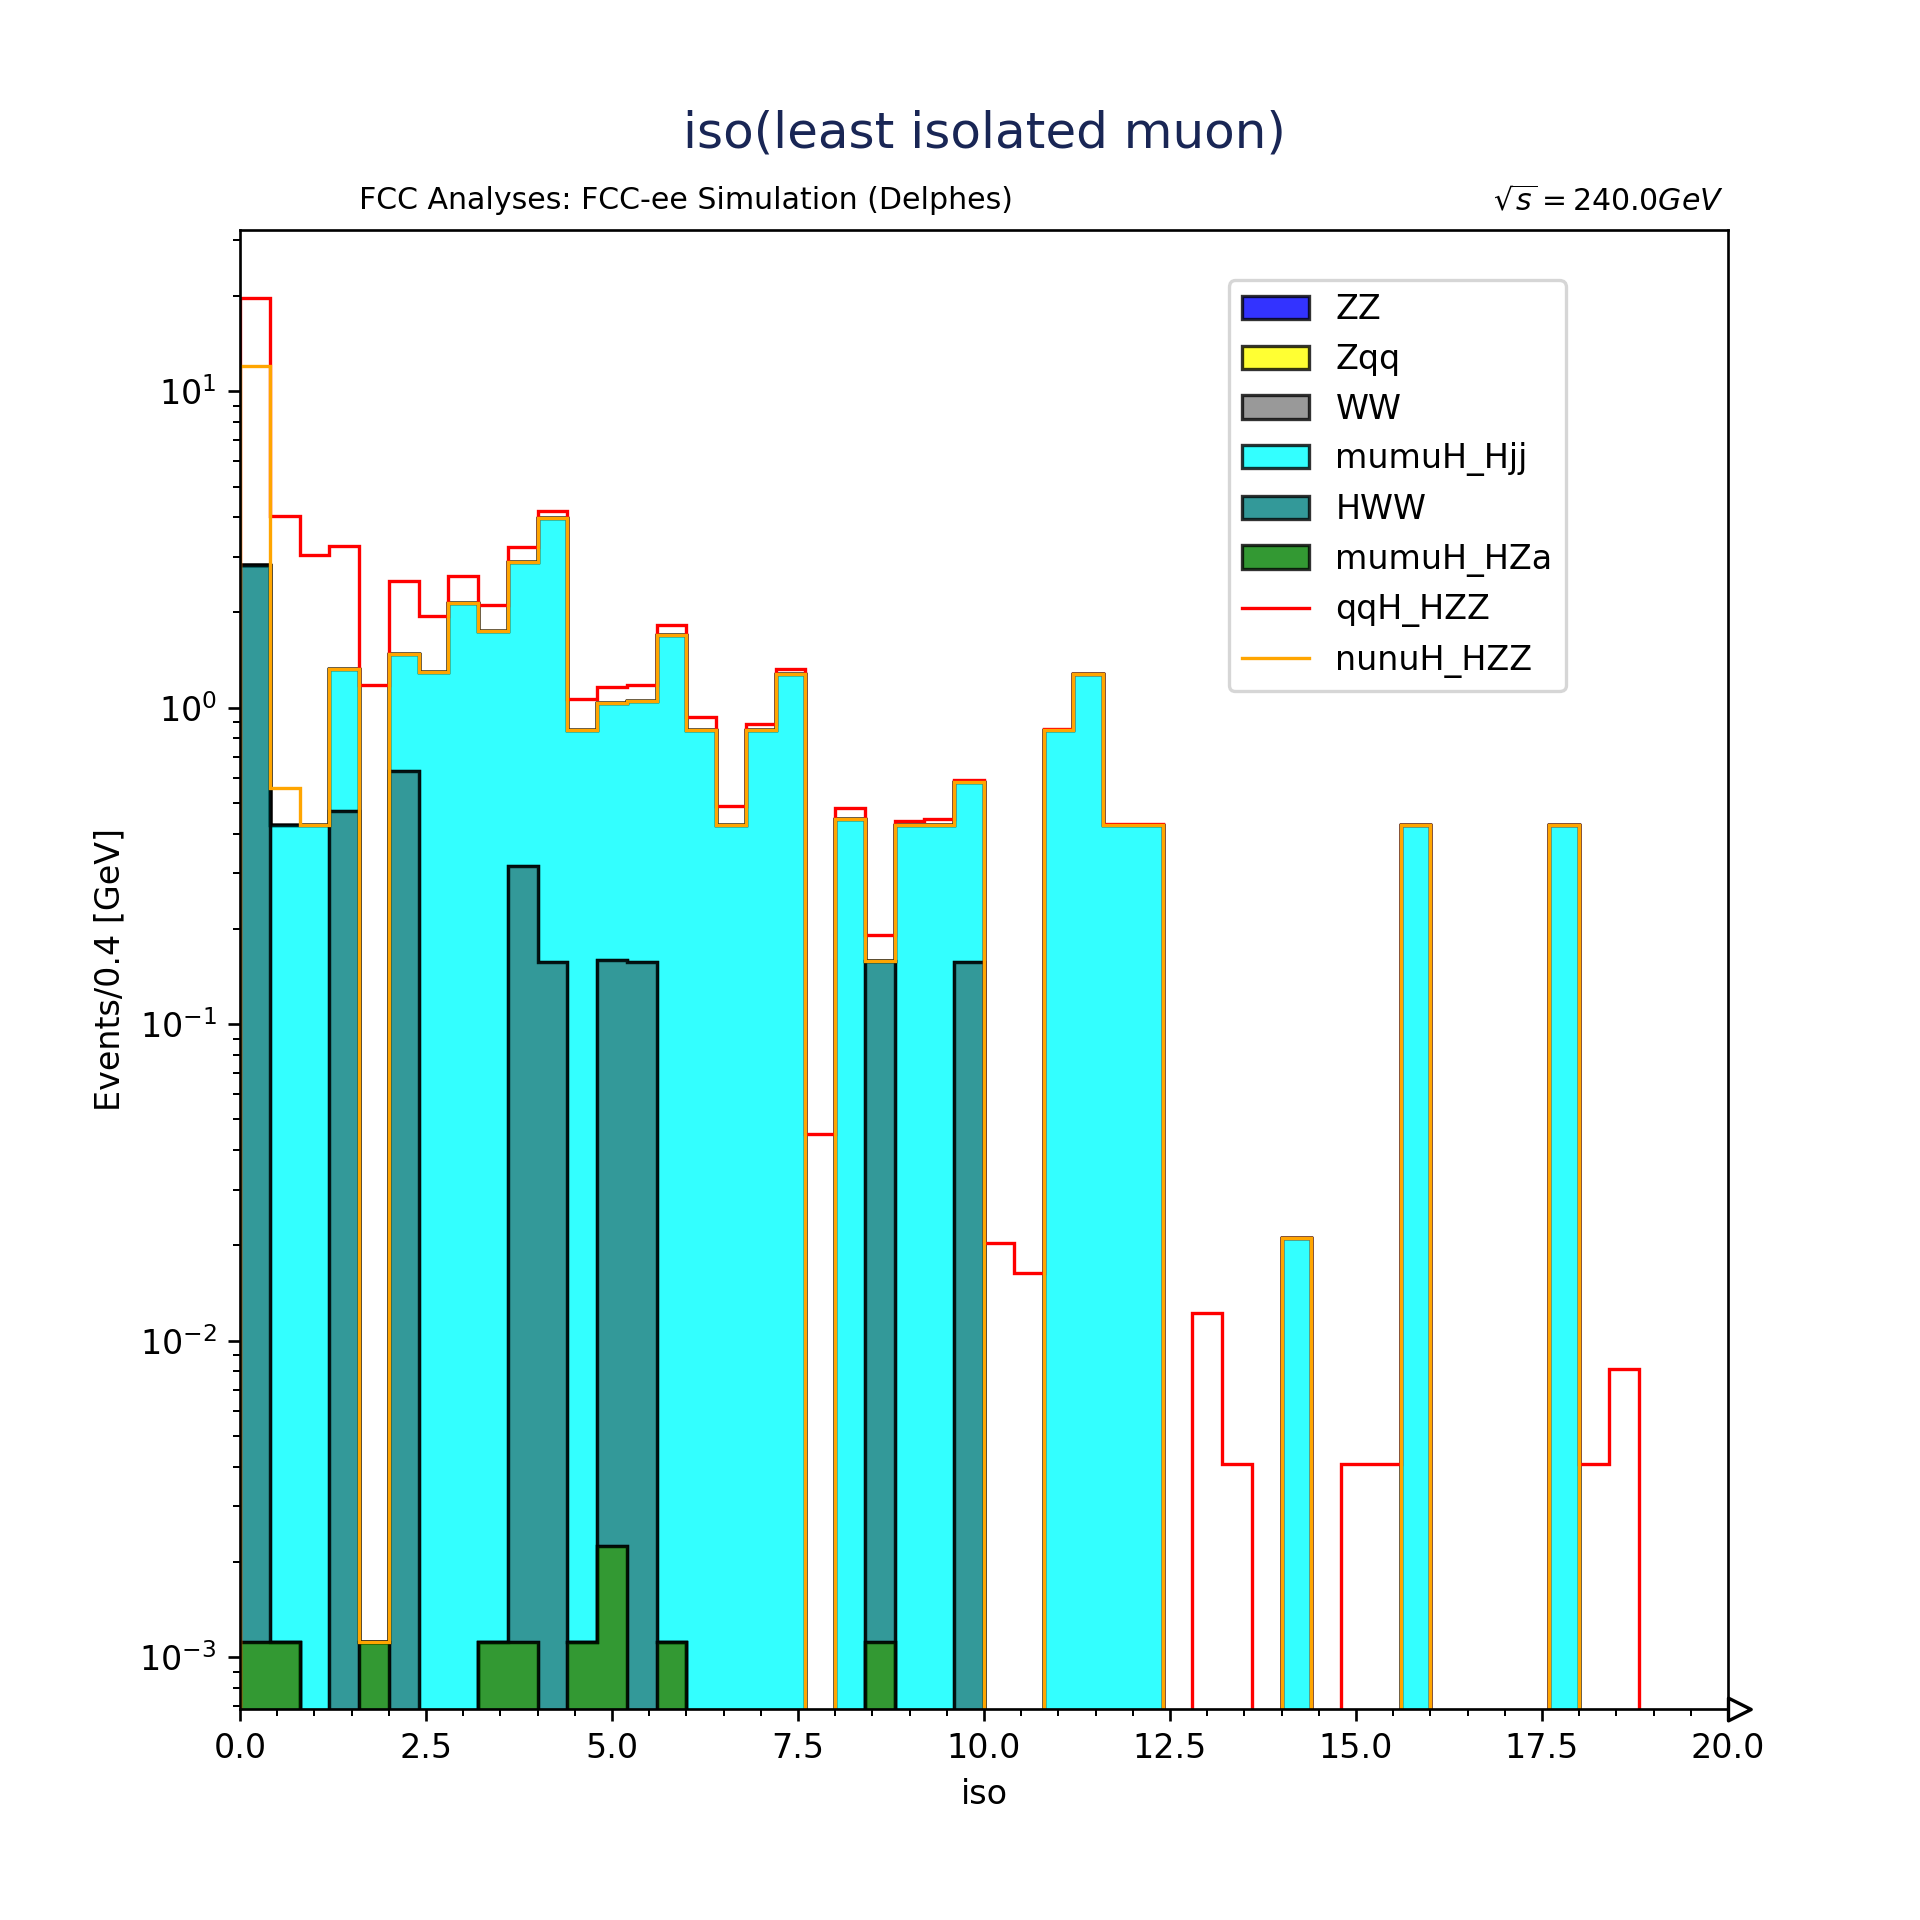 iso(least isolated muon)
FCC Analyses: FCC-ee Simulation (Delphes)
√s = 240.0GeV
ZZ
Zqq
WW
mumuH_Hjj
HWW
mumuH_HZa
qqH_HZZ
nunuH_HZZ
Events/0.4 [GeV]
10¹
10⁰
10⁻¹
10⁻²
10⁻³
0.0 2.5 5.0 7.5 10.0 12.5 15.0 17.5 20.0
iso